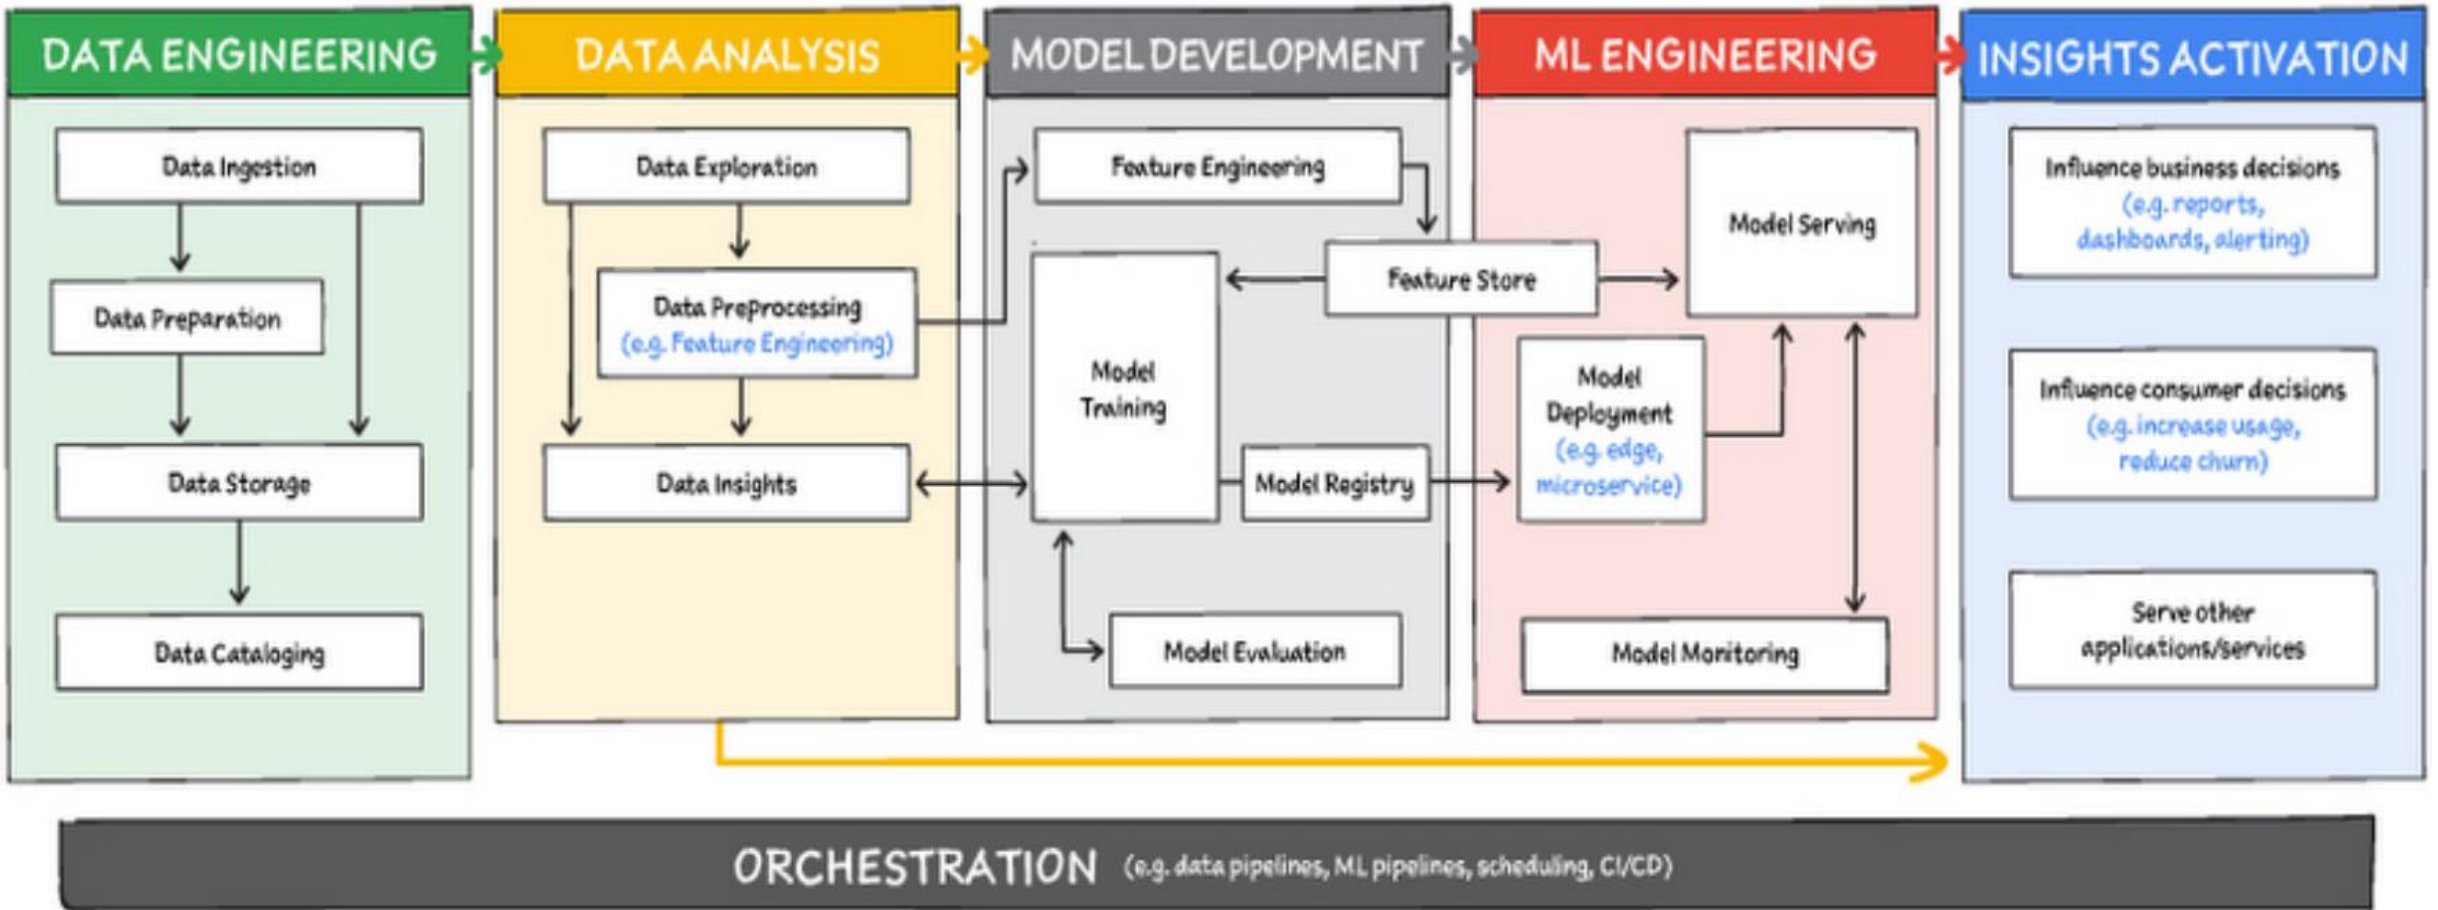 DATA ENGINEERING
Data Ingestion
Data Preparation
Data Storage
Data Cataloging
DATA ANALYSIS
Data Exploration
Data Preprocessing
(e.g. Feature Engineering)
Data Insights
MODEL DEVELOPMENT
Feature Engineering
Feature Store
Model
Training
Model Registry
Model Evaluation
ML ENGINEERING
Model Serving
Model
Deployment
(e.g. edge,
microservice)
Model Monitoring
INSIGHTS ACTIVATION
Influence business decisions
(e.g. reports,
dashboards, alerting)
Influence consumer decisions
(e.g. increase usage,
reduce churn)
Serve other
applications/services
ORCHESTRATION (e.g. data pipelines, ML pipelines, scheduling, CI/CD)